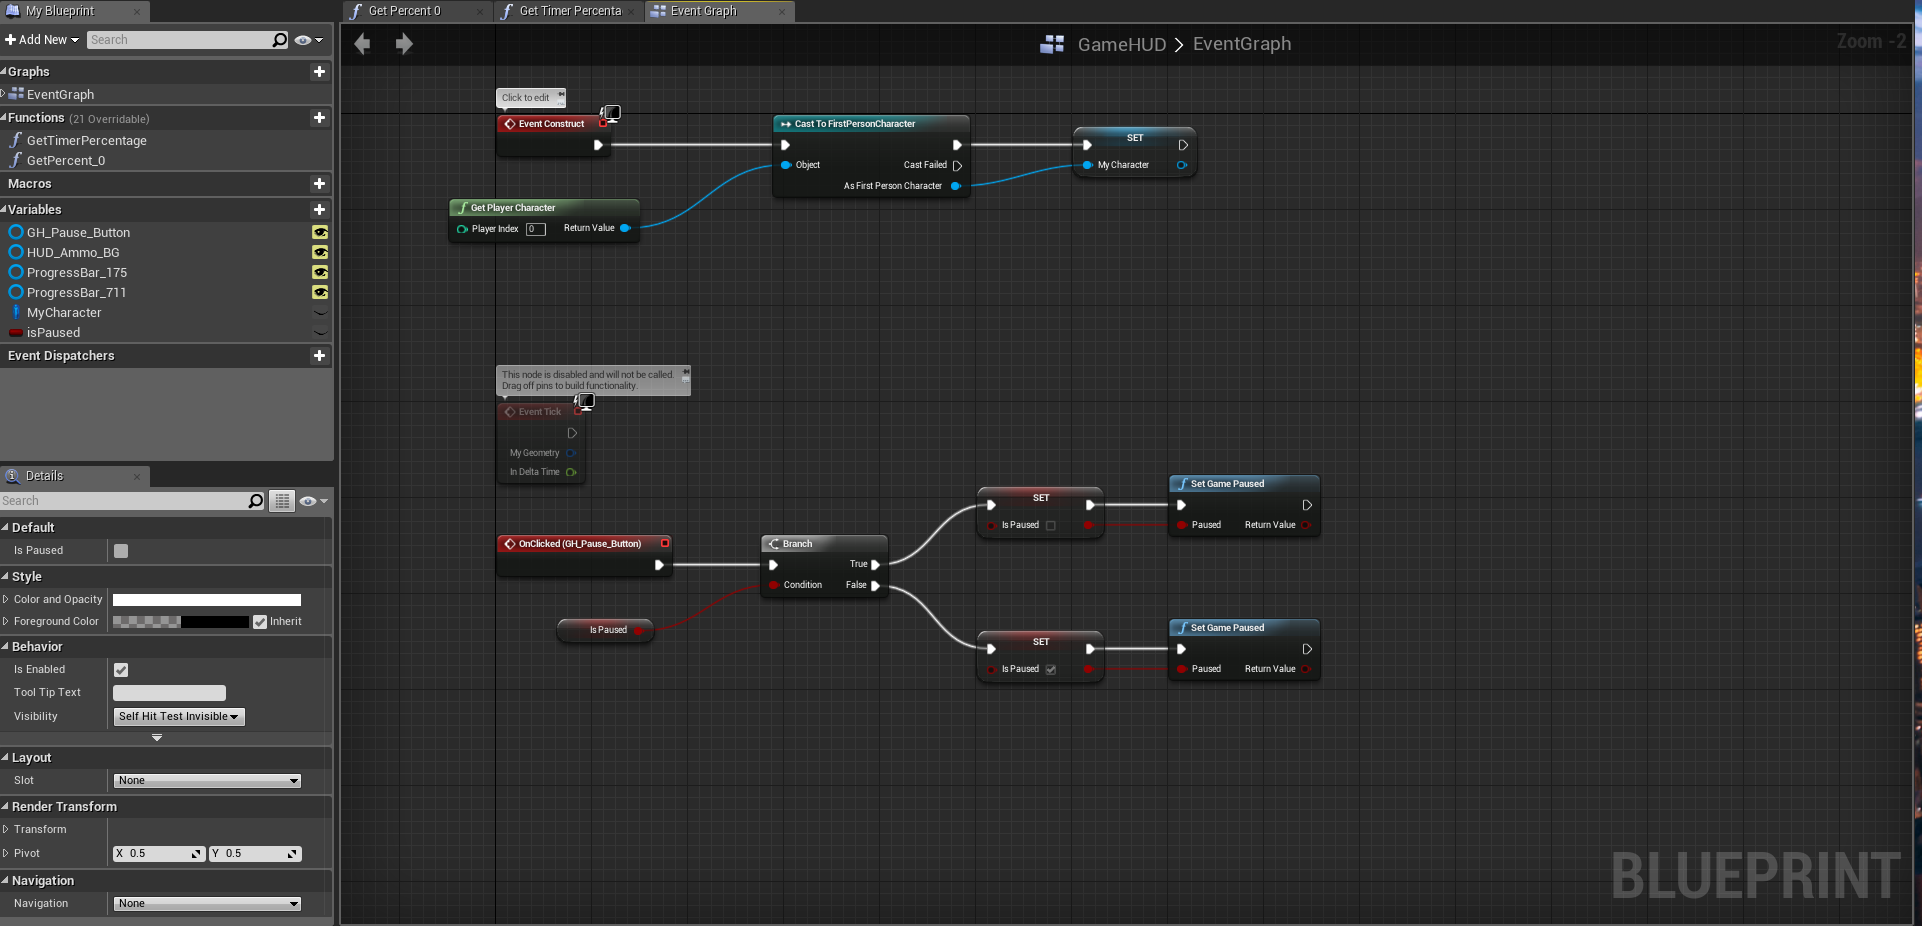 My Blueprint
Get Percent 0
Get Timer Percenta
Event Graph
Add New
Search
GameHUD > EventGraph
Zoom -2
Graphs
EventGraph
Functions (21 Overridable)
GetTimerPercentage
GetPercent_0
Macros
Variables
GH_Pause_Button
HUD_Ammo_BG
ProgressBar_175
ProgressBar_711
MyCharacter
isPaused
Event Dispatchers
Details
Search
Default
Is Paused
Style
Color and Opacity
Foreground Color
Inherit
Behavior
Is Enabled
Tool Tip Text
Visibility
Self Hit Test Invisible
Layout
Slot
None
Render Transform
Transform
Pivot
X 0.5
Y 0.5
Navigation
Navigation
None
Click to edit
Event Construct
Cast To FirstPersonCharacter
Object
Cast Failed
As First Person Character
SET
My Character
Get Player Character
Player Index
0
Return Value
This node is disabled and will not be called.
Drag off pins to build functionality.
Event Tick
My Geometry
In Delta Time
OnClicked (GH_Pause_Button)
Branch
True
Condition
False
Is Paused
SET
Is Paused
Set Game Paused
Paused
Return Value
SET
Is Paused
Set Game Paused
Paused
Return Value
BLUEPRINT